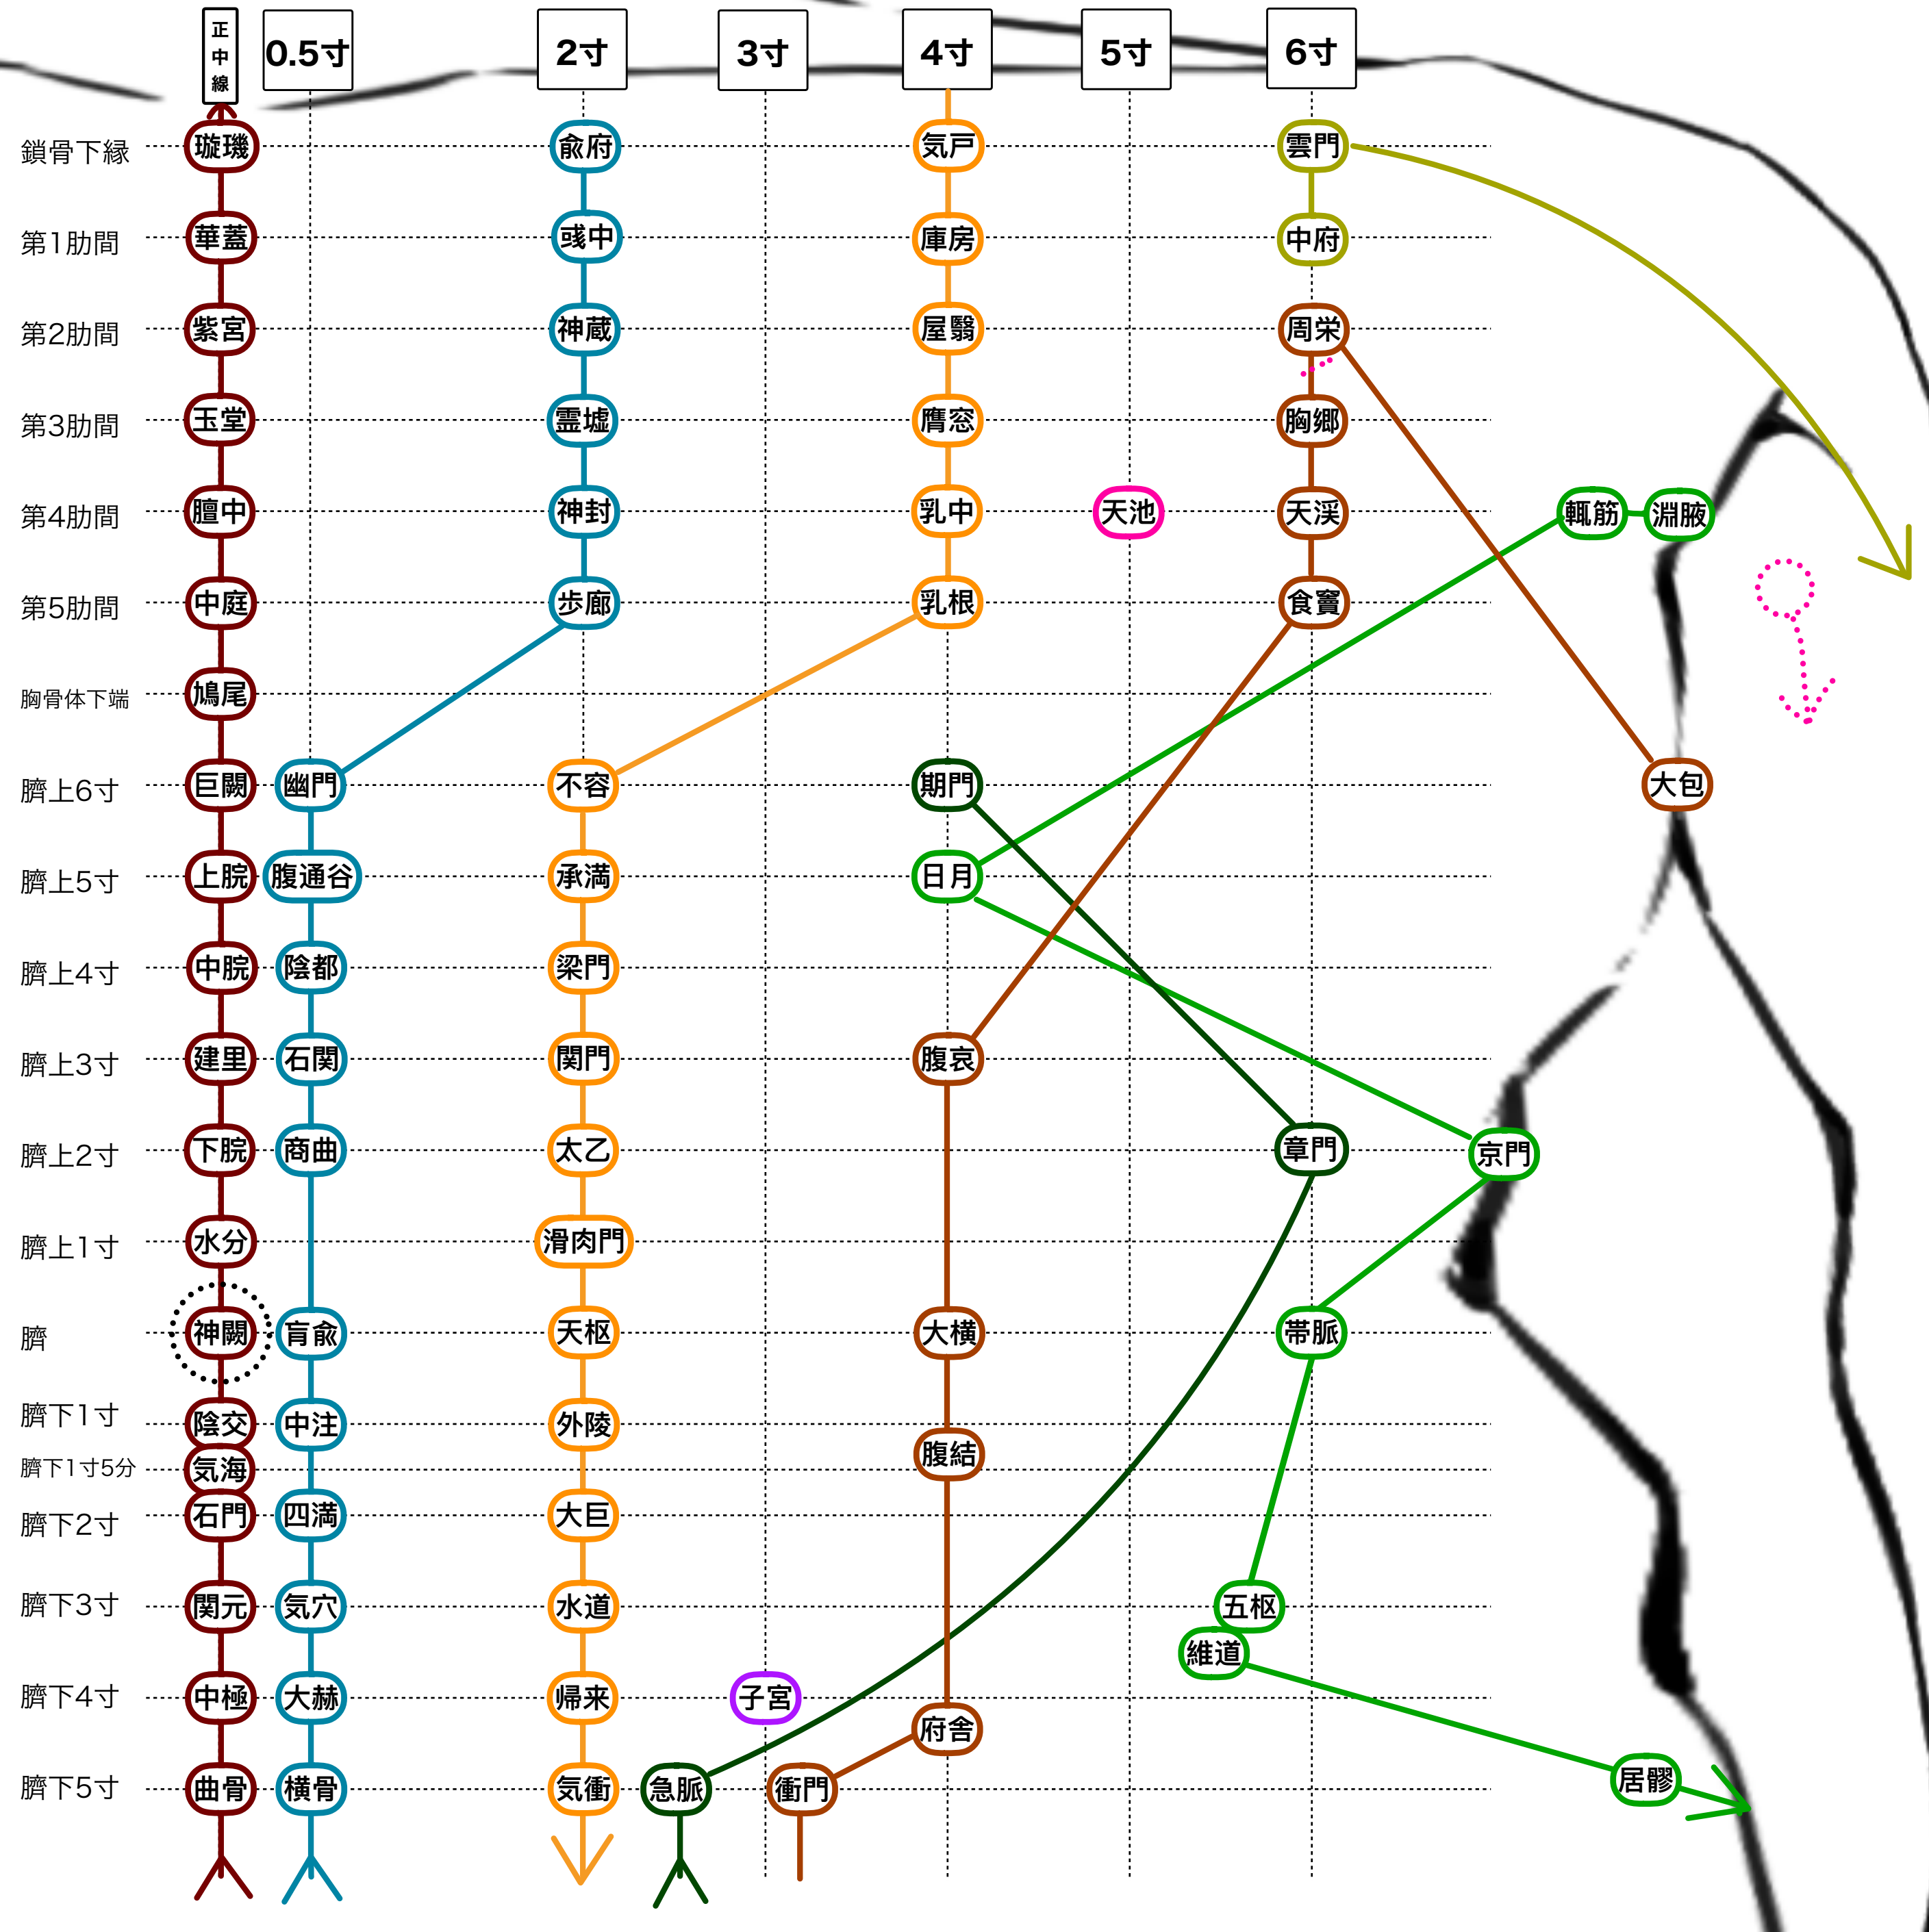 正中線 0.5寸 2寸 3寸 4寸 5寸 6寸
鎖骨下縁 璇璣 兪府 気戸 雲門
第1肋間 華蓋 彧中 庫房 中府
第2肋間 紫宮 神蔵 屋翳 周栄
第3肋間 玉堂 霊墟 膺窓 胸郷
第4肋間 膻中 神封 乳中 天池 天渓 輒筋 淵腋
第5肋間 中庭 歩廊 乳根 食竇
胸骨体下端 鳩尾
臍上6寸 巨闕 幽門 不容 期門 大包
臍上5寸 上脘 腹通谷 承満 日月
臍上4寸 中脘 陰都 梁門
臍上3寸 建里 石関 関門 腹哀
臍上2寸 下脘 商曲 太乙 章門 京門
臍上1寸 水分 滑肉門
臍 神闕 肓兪 天枢 大横 帯脈
臍下1寸 陰交 中注 外陵
腹結
臍下1寸5分 気海
臍下2寸 石門 四満 大巨
臍下3寸 関元 気穴 水道 五枢
維道
臍下4寸 中極 大赫 帰来 子宮
府舎
臍下5寸 曲骨 横骨 気衝 急脈 衝門 居髎